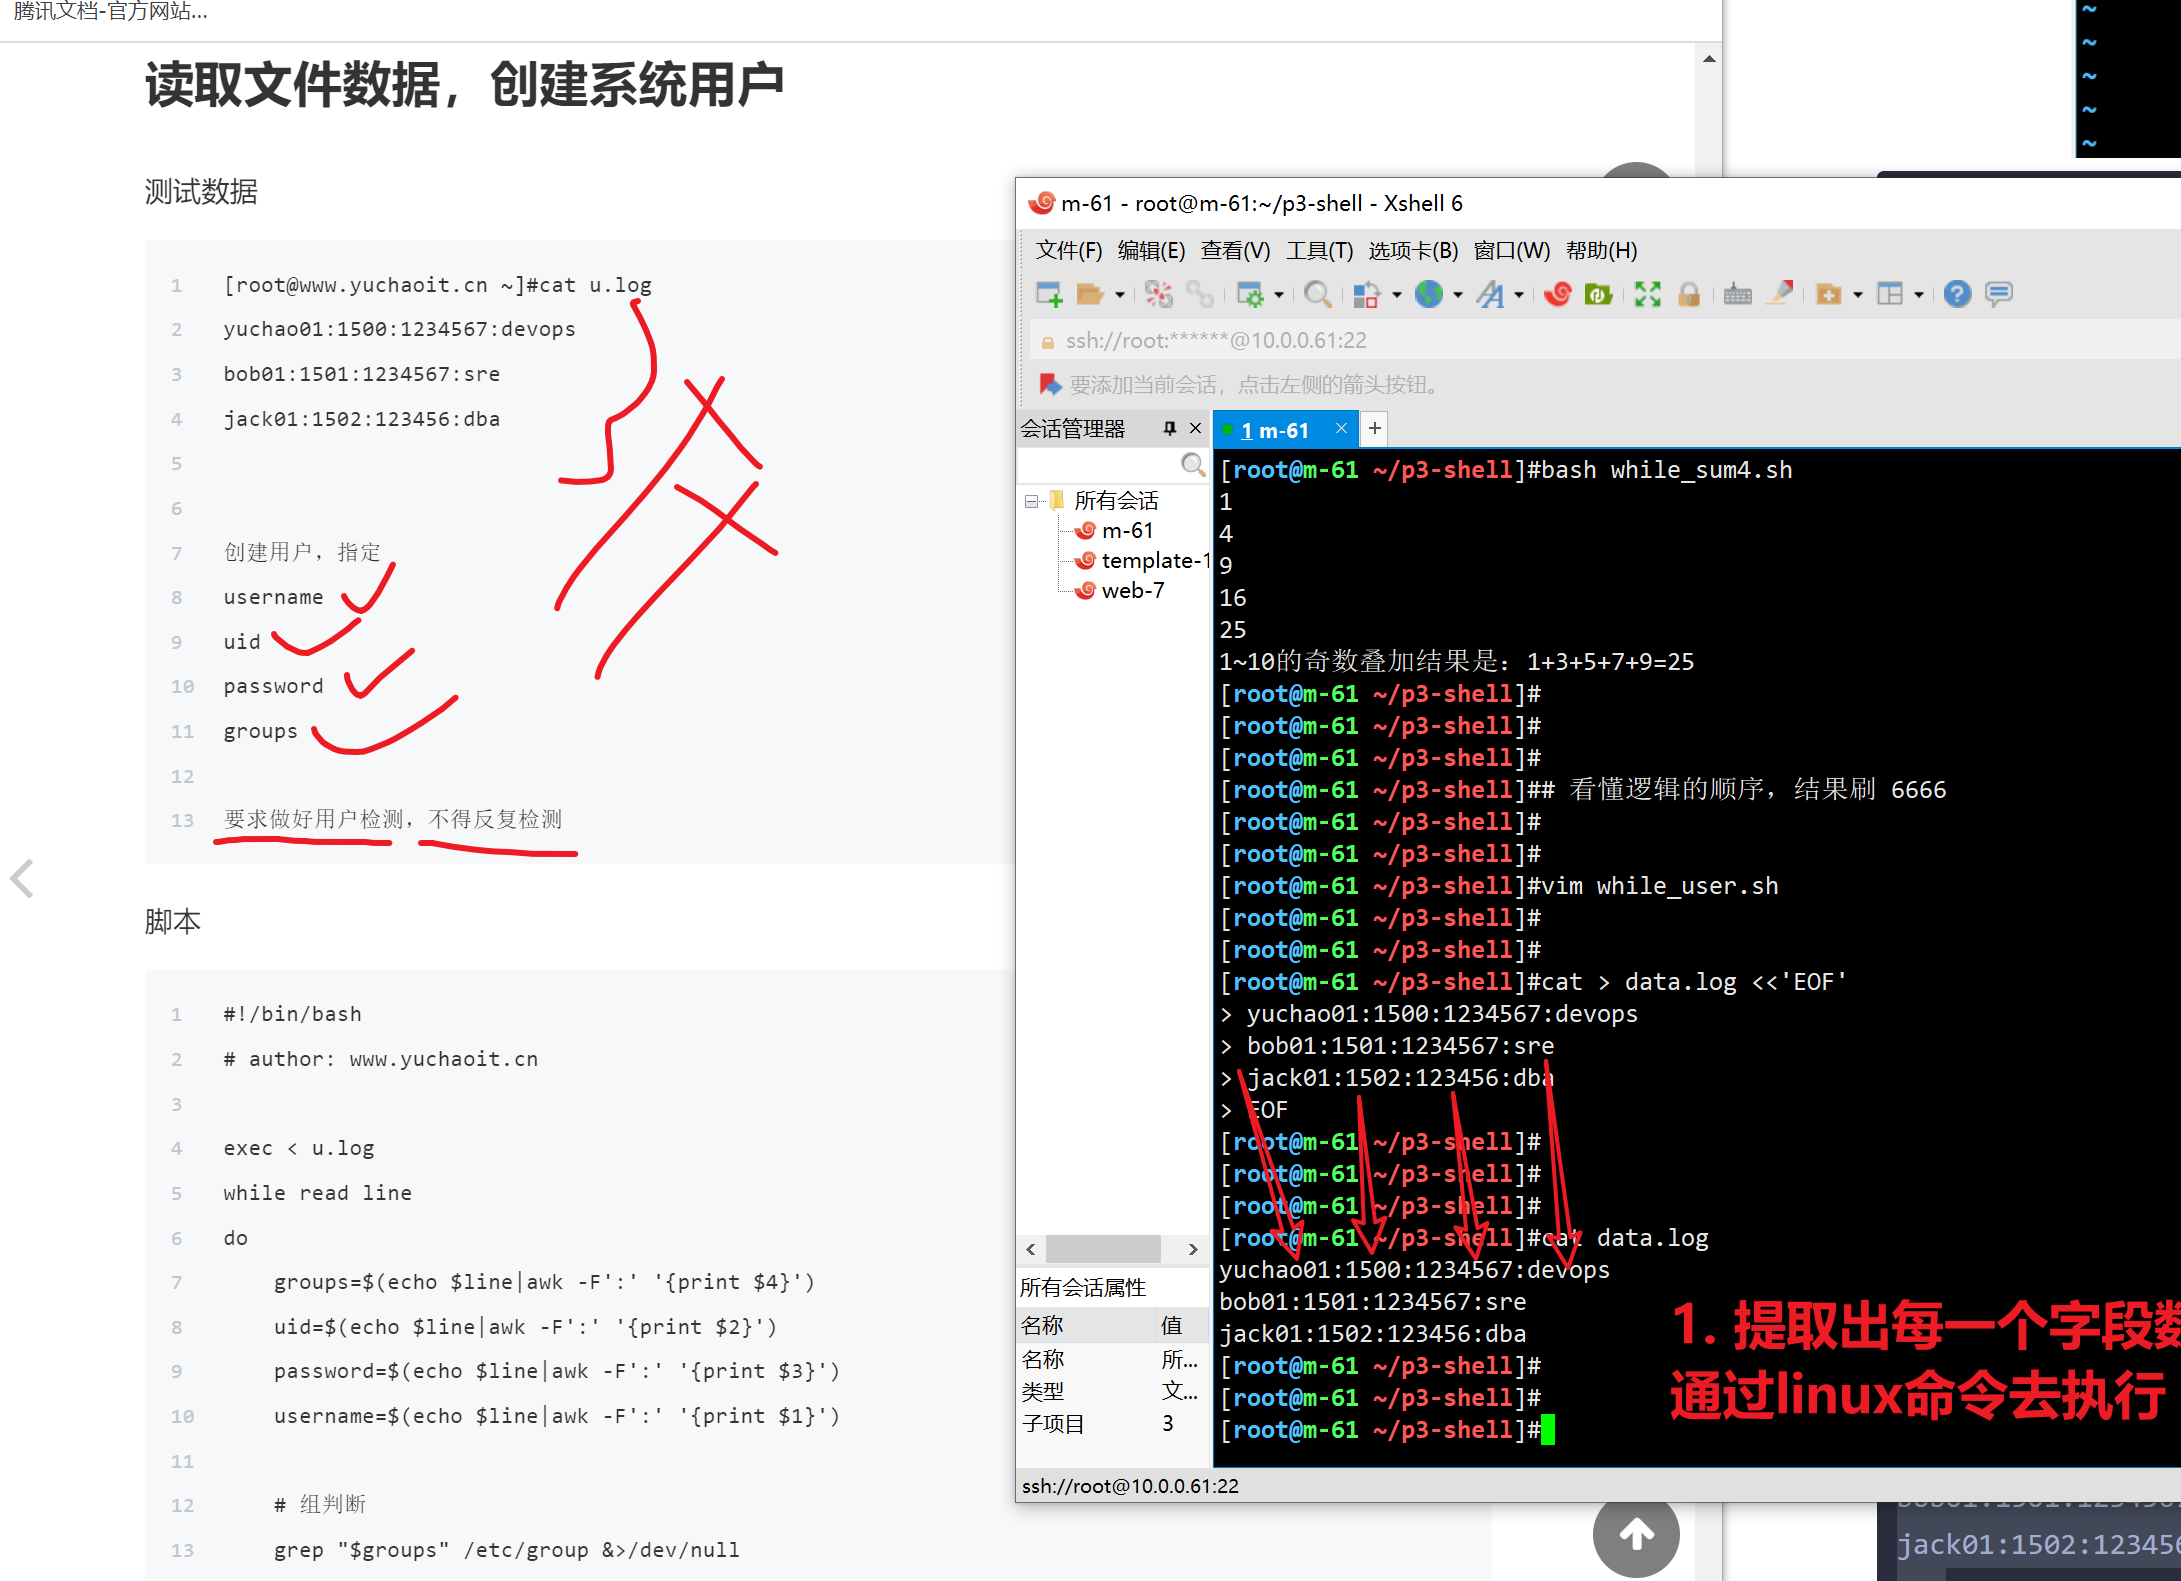 腾讯文档-官方网站...
读取文件数据，创建系统用户
测试数据
1 [root@www.yuchaoit.cn ~]#cat u.log
2 yuchao01:1500:1234567:devops
3 bob01:1501:1234567:sre
4 jack01:1502:123456:dba
5
6
7 创建用户，指定
8 username
9 uid
10 password
11 groups
12
13 要求做好用户检测，不得反复检测
脚本
1 #!/bin/bash
2 # author: www.yuchaoit.cn
3
4 exec < u.log
5 while read line
6 do
7 groups=$(echo $line|awk -F':' '{print $4}')
8 uid=$(echo $line|awk -F':' '{print $2}')
9 password=$(echo $line|awk -F':' '{print $3}')
10 username=$(echo $line|awk -F':' '{print $1}')
11
12 # 组判断
13 grep "$groups" /etc/group &>/dev/null
m-61 - root@m-61:~/p3-shell - Xshell 6
文件(F) 编辑(E) 查看(V) 工具(T) 选项卡(B) 窗口(W) 帮助(H)
ssh://root:******@10.0.0.61:22
要添加当前会话，点击左侧的箭头按钮。
会话管理器
1 m-61
所有会话
m-61
template-1
web-7
所有会话属性
名称 值
名称 所...
类型 文...
子项目 3
[root@m-61 ~/p3-shell]#bash while_sum4.sh
1
4
9
16
25
1~10的奇数叠加结果是：1+3+5+7+9=25
[root@m-61 ~/p3-shell]#
[root@m-61 ~/p3-shell]#
[root@m-61 ~/p3-shell]#
[root@m-61 ~/p3-shell]## 看懂逻辑的顺序，结果刷 6666
[root@m-61 ~/p3-shell]#
[root@m-61 ~/p3-shell]#
[root@m-61 ~/p3-shell]#vim while_user.sh
[root@m-61 ~/p3-shell]#
[root@m-61 ~/p3-shell]#
[root@m-61 ~/p3-shell]#cat > data.log <<'EOF'
> yuchao01:1500:1234567:devops
> bob01:1501:1234567:sre
> jack01:1502:123456:dba
> EOF
[root@m-61 ~/p3-shell]#
[root@m-61 ~/p3-shell]#
[root@m-61 ~/p3-shell]#
[root@m-61 ~/p3-shell]#cat data.log
yuchao01:1500:1234567:devops
bob01:1501:1234567:sre
jack01:1502:123456:dba
[root@m-61 ~/p3-shell]#
[root@m-61 ~/p3-shell]#
[root@m-61 ~/p3-shell]#
1. 提取出每一个字段数
通过linux命令去执行
ssh://root@10.0.0.61:22
~
~
~
~
~
jack01:1502:123456